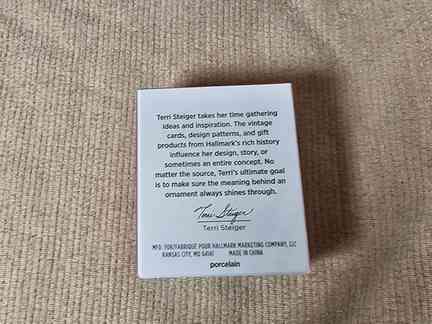 Terri Steiger takes her time gathering
ideas and inspiration. The vintage
cards, design patterns, and gift
products from Hallmark's rich history
influence her design, story, or
sometimes an entire concept. No
matter the source, Terri's ultimate goal
is to make sure the meaning behind an
ornament always shines through.
Terri Steiger
Terri Steiger
MFD. FOR/FABRIQUÉ POUR HALLMARK MARKETING COMPANY, LLC
KANSAS CITY, MO 64141 MADE IN CHINA
porcelain